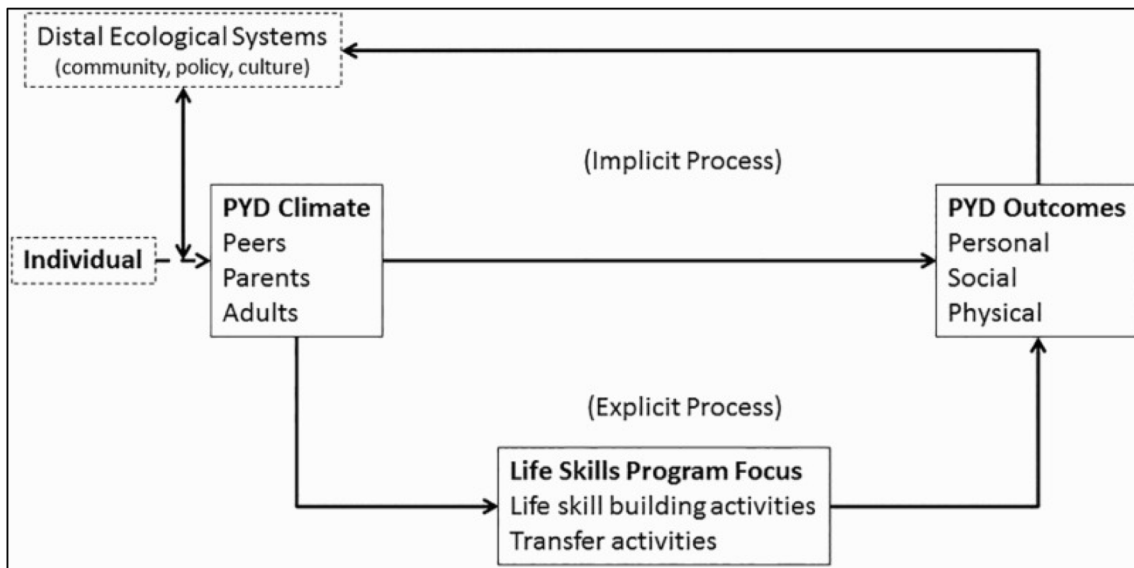 Distal Ecological Systems
(community, policy, culture)
(Implicit Process)
Individual
PYD Climate
Peers
Parents
Adults
PYD Outcomes
Personal
Social
Physical
(Explicit Process)
Life Skills Program Focus
Life skill building activities
Transfer activities